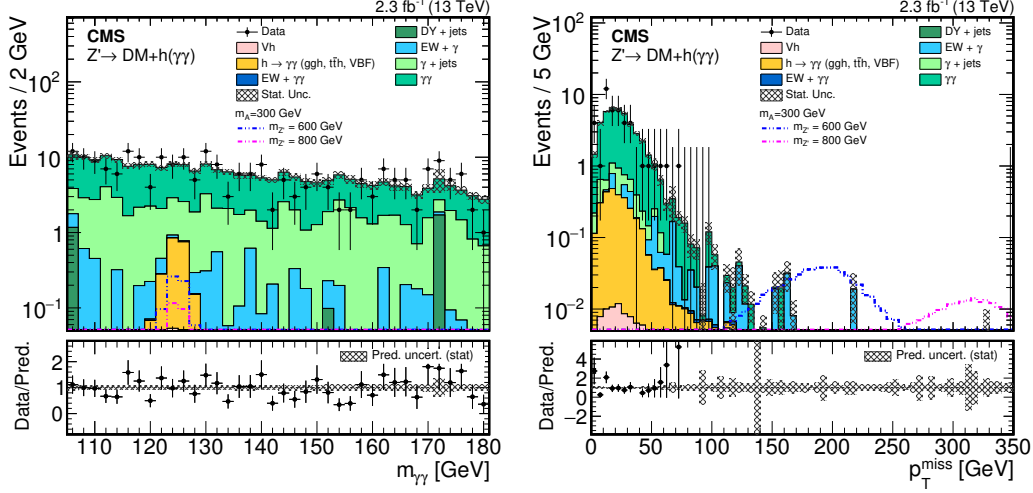 2.3 fb⁻¹ (13 TeV)
CMS
Z'→ DM+h(γγ)
Data
Vh
h → γγ (ggh, tt̄h, VBF)
EW + γγ
Stat. Unc.
DY + jets
EW + γ
γ + jets
γγ
m_A=300 GeV
m_Z' = 600 GeV
m_Z' = 800 GeV
Events / 2 GeV
10²
10
1
10⁻¹
Data/Pred.
2
1
0
Pred. uncert. (stat)
110 120 130 140 150 160 170 180
m_γγ [GeV]
2.3 fb⁻¹ (13 TeV)
CMS
Z'→ DM+h(γγ)
Data
Vh
h → γγ (ggh, tt̄h, VBF)
EW + γγ
Stat. Unc.
DY + jets
EW + γ
γ + jets
γγ
m_A=300 GeV
m_Z' = 600 GeV
m_Z' = 800 GeV
Events / 5 GeV
10²
10
1
10⁻¹
10⁻²
Data/Pred.
4
2
0
−2
Pred. uncert. (stat)
0 50 100 150 200 250 300 350
p_T^miss [GeV]